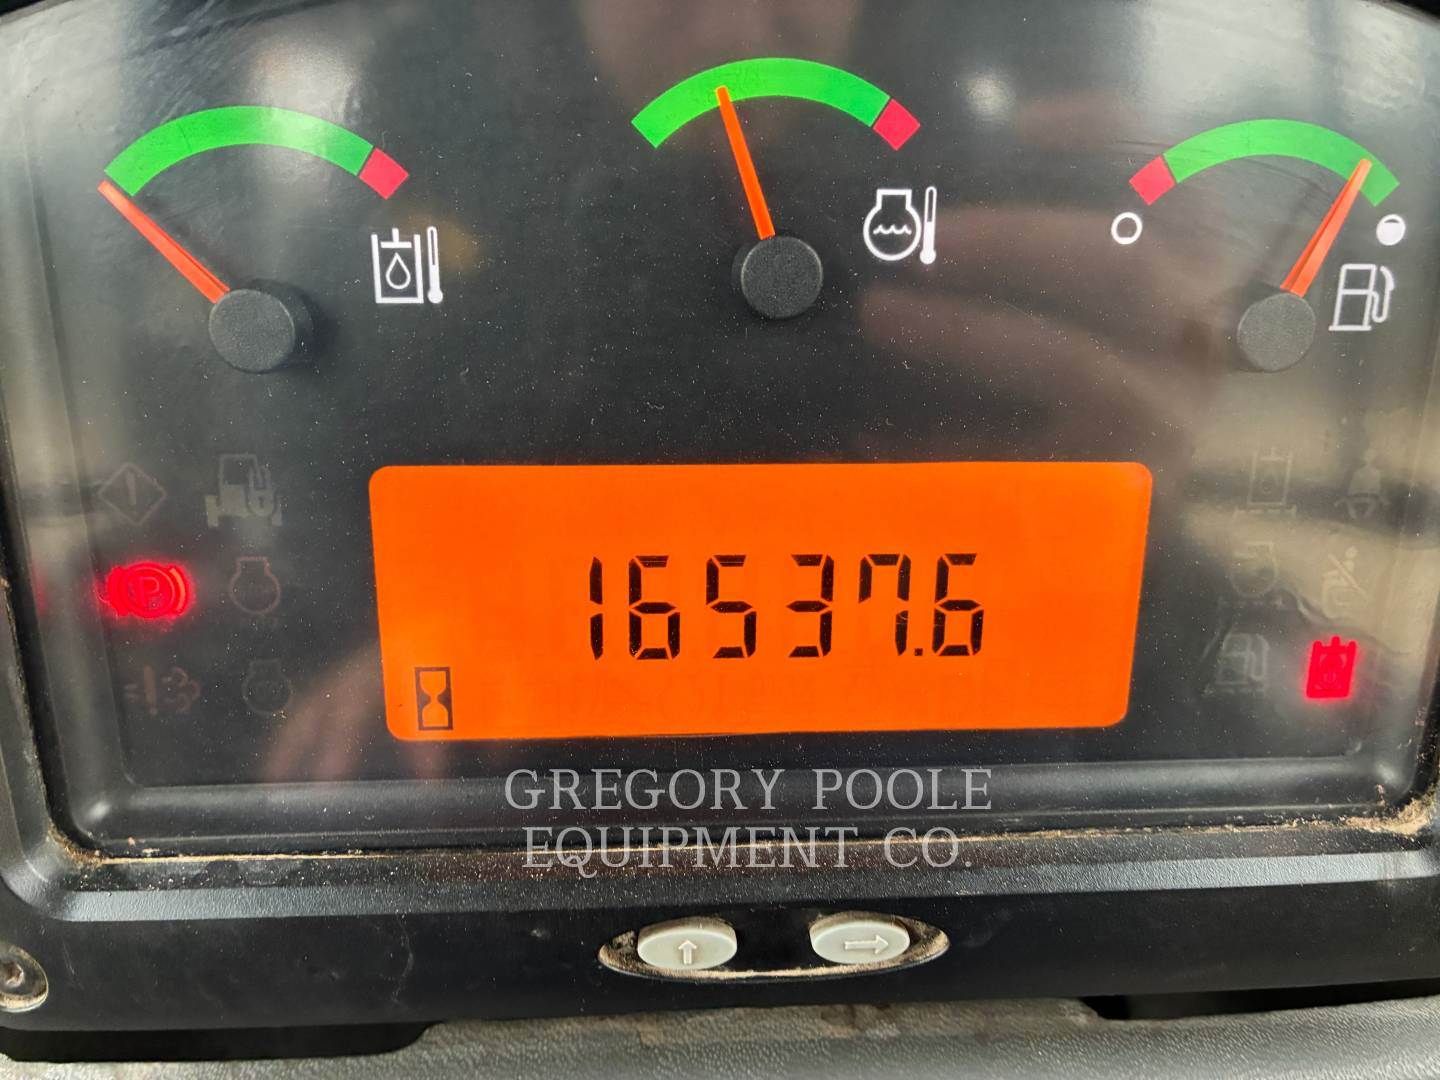 P
16537.6
GREGORY POOLE
EQUIPMENT CO.